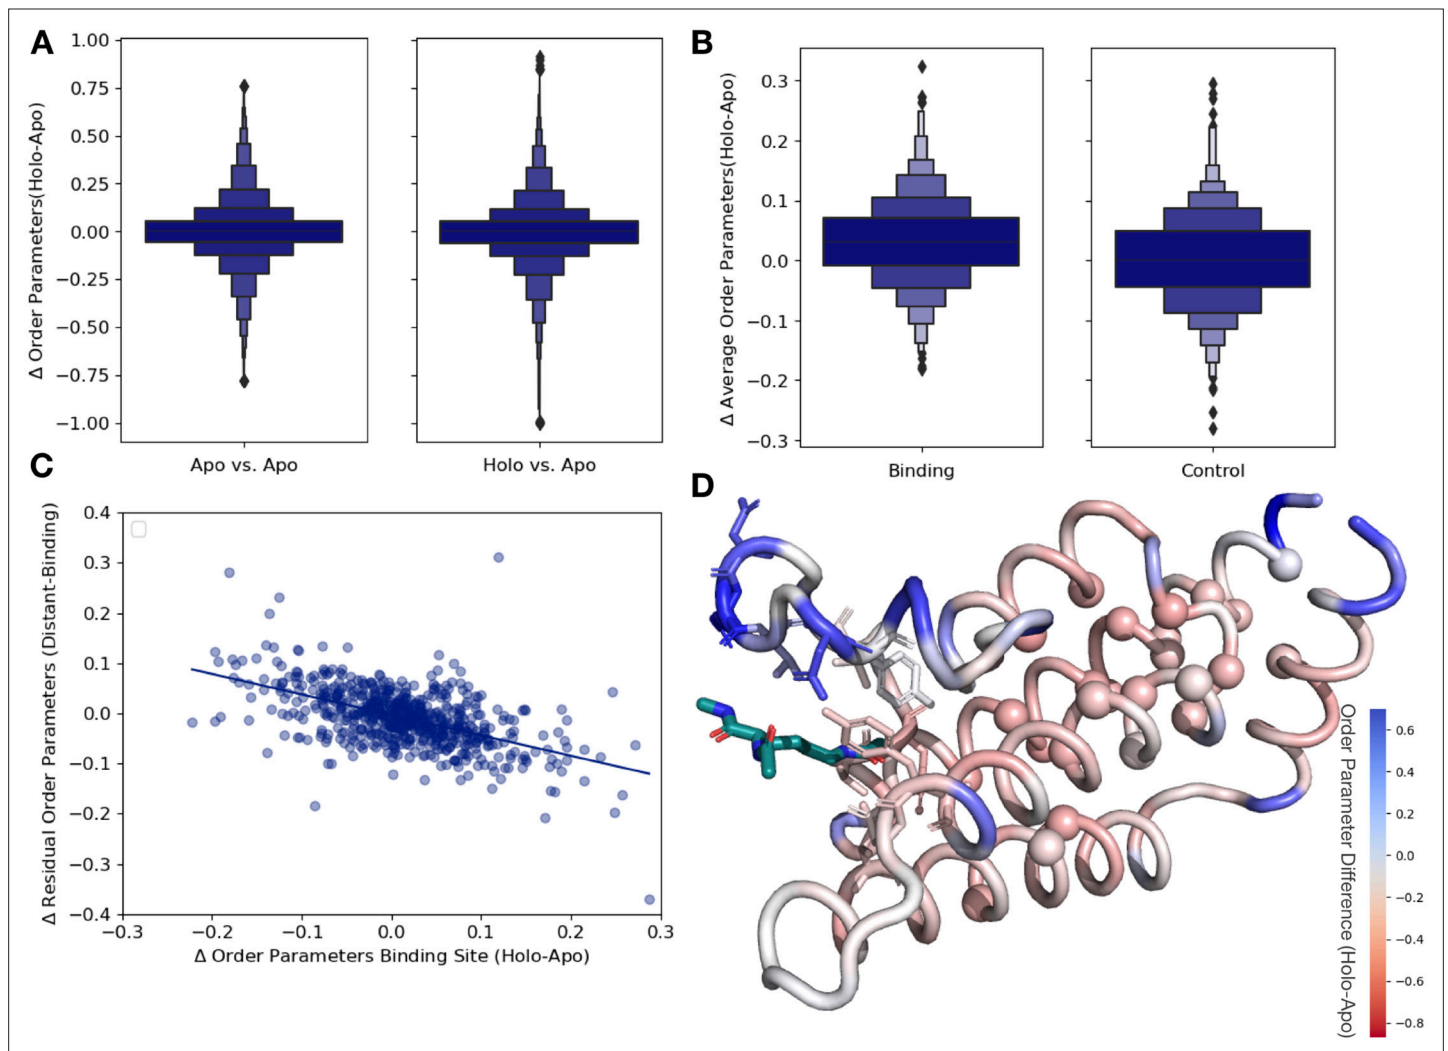 A
Δ Order Parameters(Holo-Apo)
1.00
0.75
0.50
0.25
0.00
−0.25
−0.50
−0.75
−1.00
Apo vs. Apo
Holo vs. Apo
B
Δ Average Order Parameters(Holo-Apo)
0.3
0.2
0.1
0.0
−0.1
−0.2
−0.3
Binding
Control
C
Δ Residual Order Parameters (Distant-Binding)
0.4
0.3
0.2
0.1
0.0
−0.1
−0.2
−0.3
−0.4
−0.3 −0.2 −0.1 0.0 0.1 0.2 0.3
Δ Order Parameters Binding Site (Holo-Apo)
D
Order Parameter Difference (Holo-Apo)
0.6
0.4
0.2
0.0
−0.2
−0.4
−0.6
−0.8